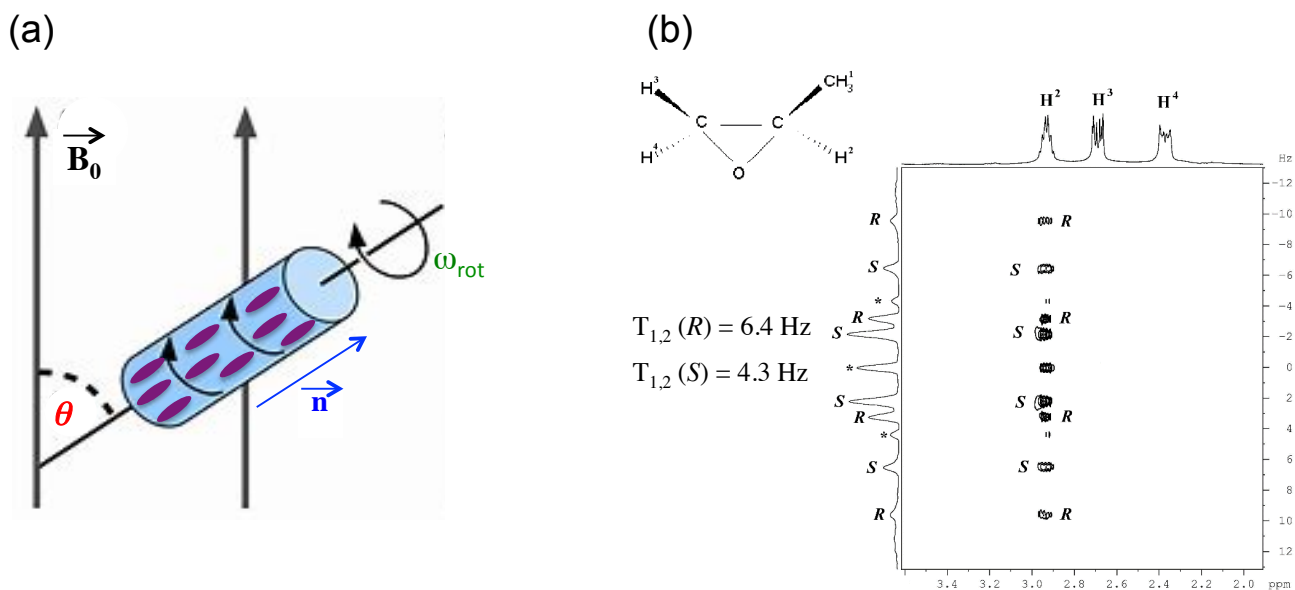 (a)
B₀
ω_rot
θ
n
(b)
H³
CH₃¹
C
C
H⁴
H²
O
T₁,₂ (R) = 6.4 Hz
T₁,₂ (S) = 4.3 Hz
H² H³ H⁴
Hz
R
S
*
R
S
*
S
R
*
S
R
R
S
R
S
S
R
S
R
-12
-10
-8
-6
-4
-2
0
2
4
6
8
10
12
3.4 3.2 3.0 2.8 2.6 2.4 2.2 2.0 ppm